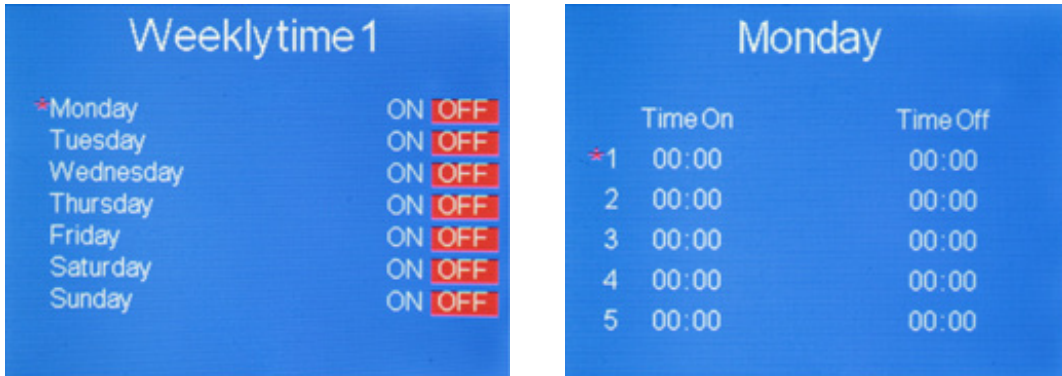 Weeklytime1
*Monday ON OFF
Tuesday ON OFF
Wednesday ON OFF
Thursday ON OFF
Friday ON OFF
Saturday ON OFF
Sunday ON OFF
Monday
Time On Time Off
*1 00:00 00:00
2 00:00 00:00
3 00:00 00:00
4 00:00 00:00
5 00:00 00:00